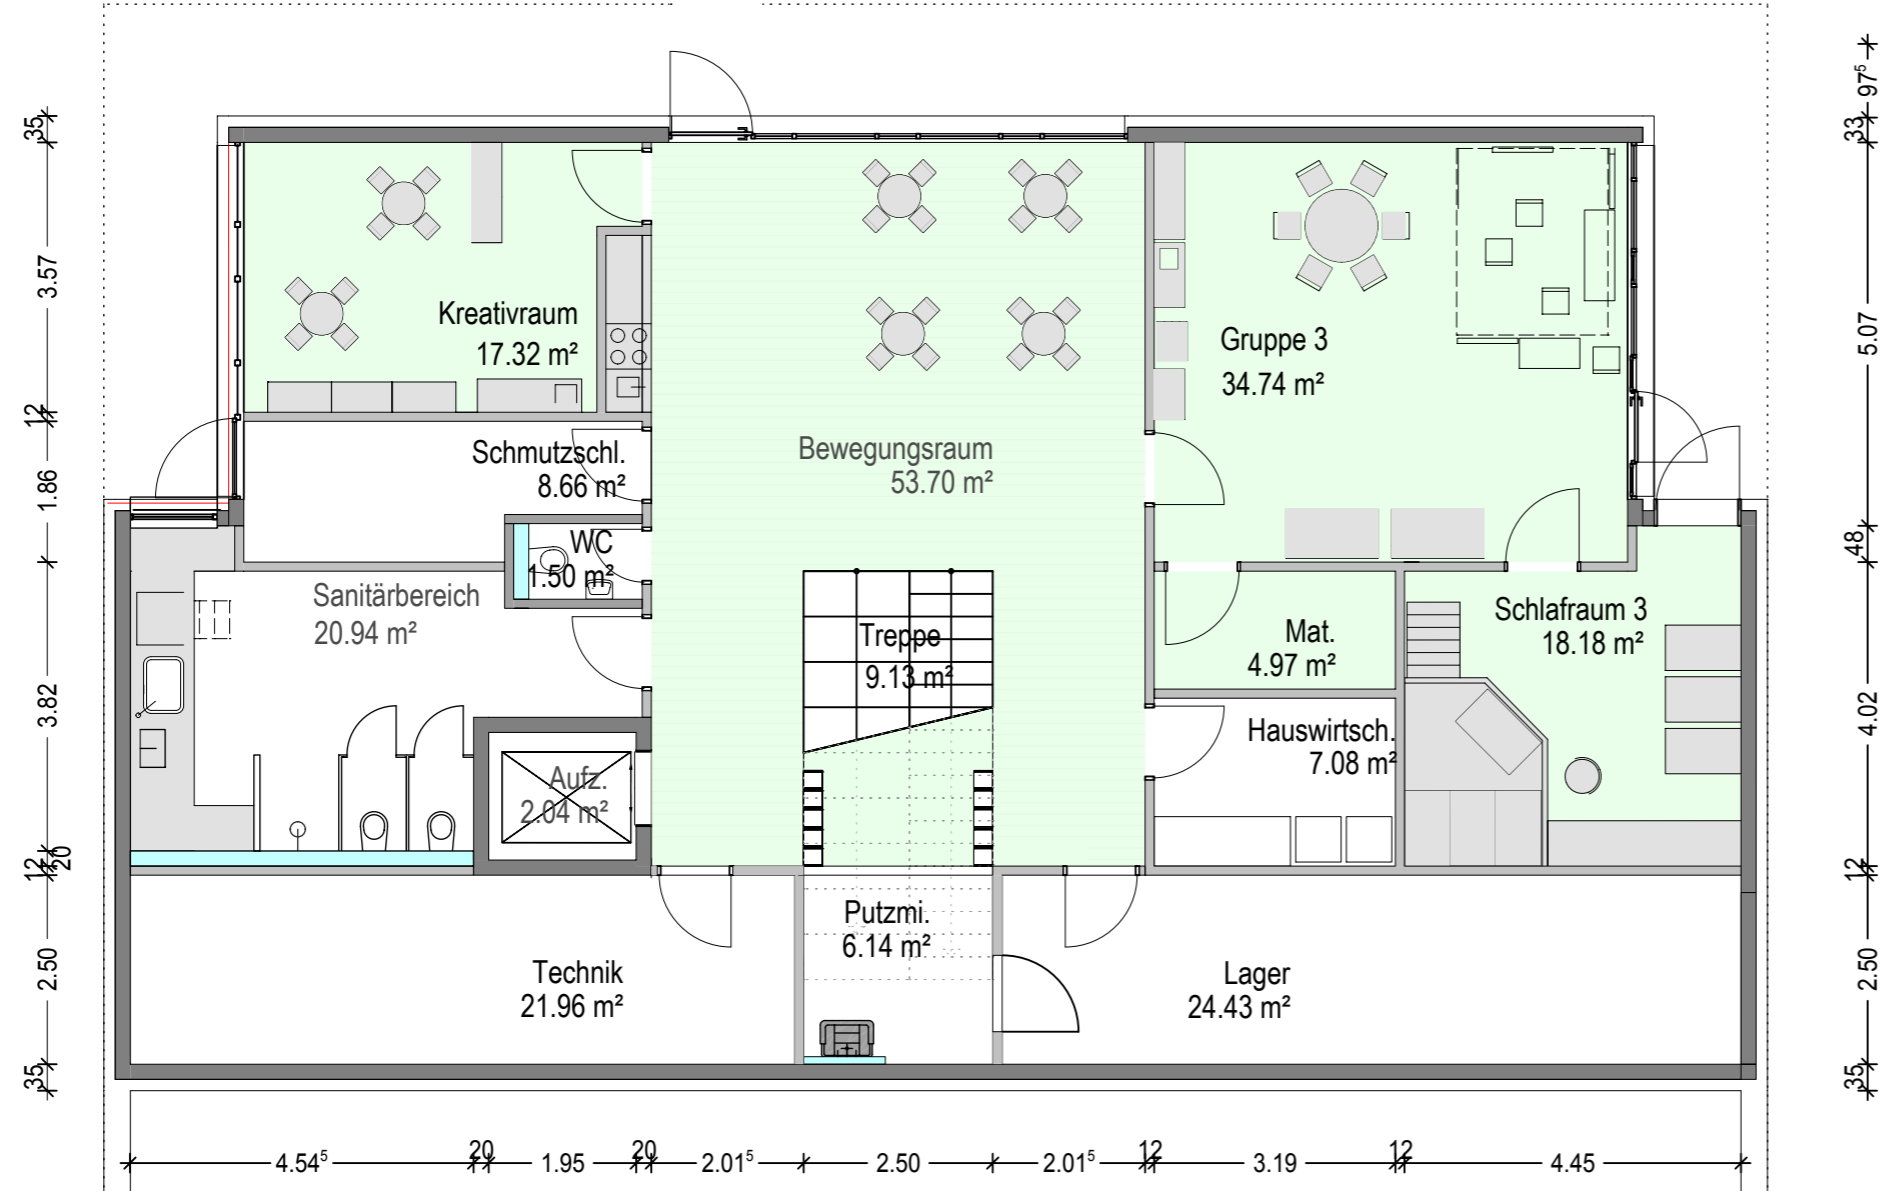 Kreativraum
17.32 m²
Gruppe 3
34.74 m²
Schmutzschl.
8.66 m²
Bewegungsraum
53.70 m²
WC
1.50 m²
Sanitärbereich
20.94 m²
Treppe
9.13 m²
Mat.
4.97 m²
Schlafraum 3
18.18 m²
Hauswirtsch.
7.08 m²
Aufz.
2.04 m²
Putzmi.
6.14 m²
Technik
21.96 m²
Lager
24.43 m²
35
3.57
12
1.86
3.82
12
20
2.50
35
97⁵
33
5.07
48
4.02
12
2.50
35
4.54⁵
20
1.95
20
2.01⁵
2.50
2.01⁵
12
3.19
12
4.45